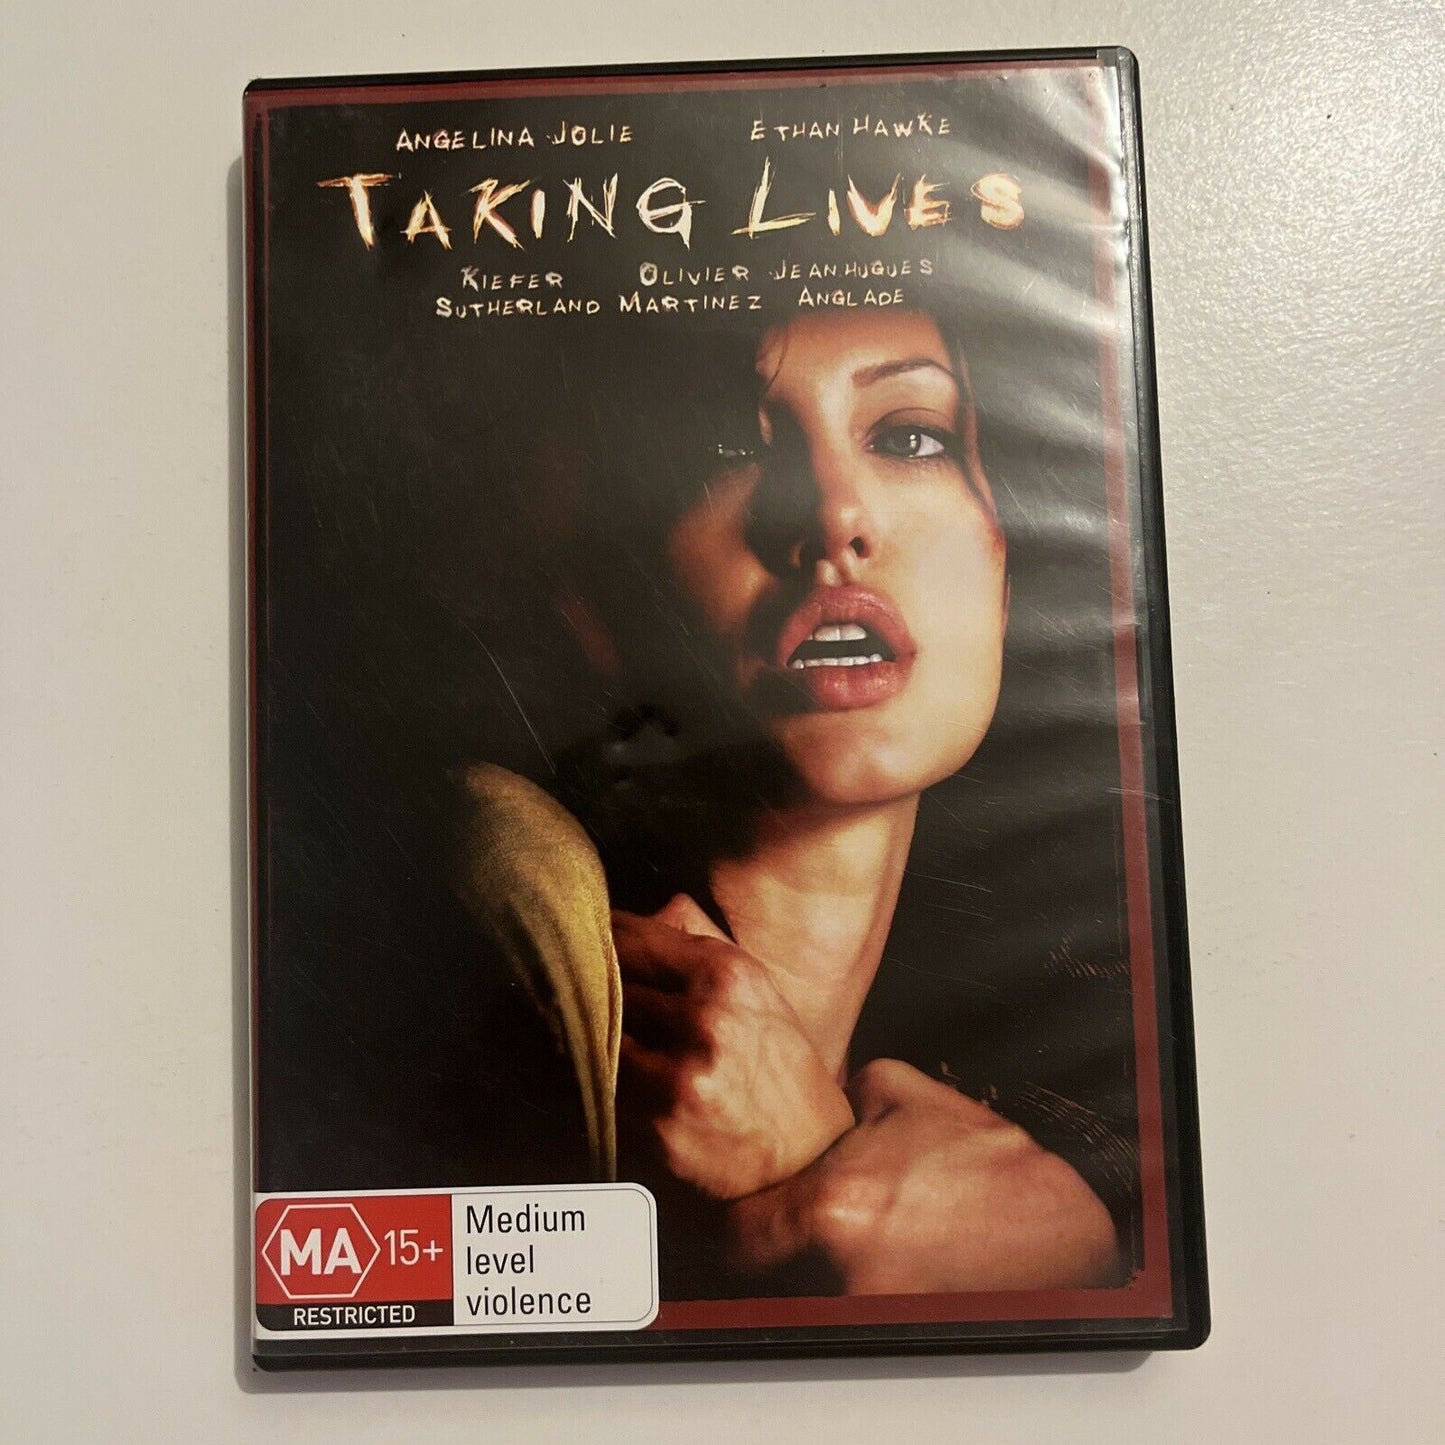 ANGELINA JOLIE ETHAN HAWKE
TAKING LIVES
KIEFER OLIVIER JEAN.HUGUES
SUTHERLAND MARTINEZ ANGLADE
MA 15+
RESTRICTED
Medium
level
violence